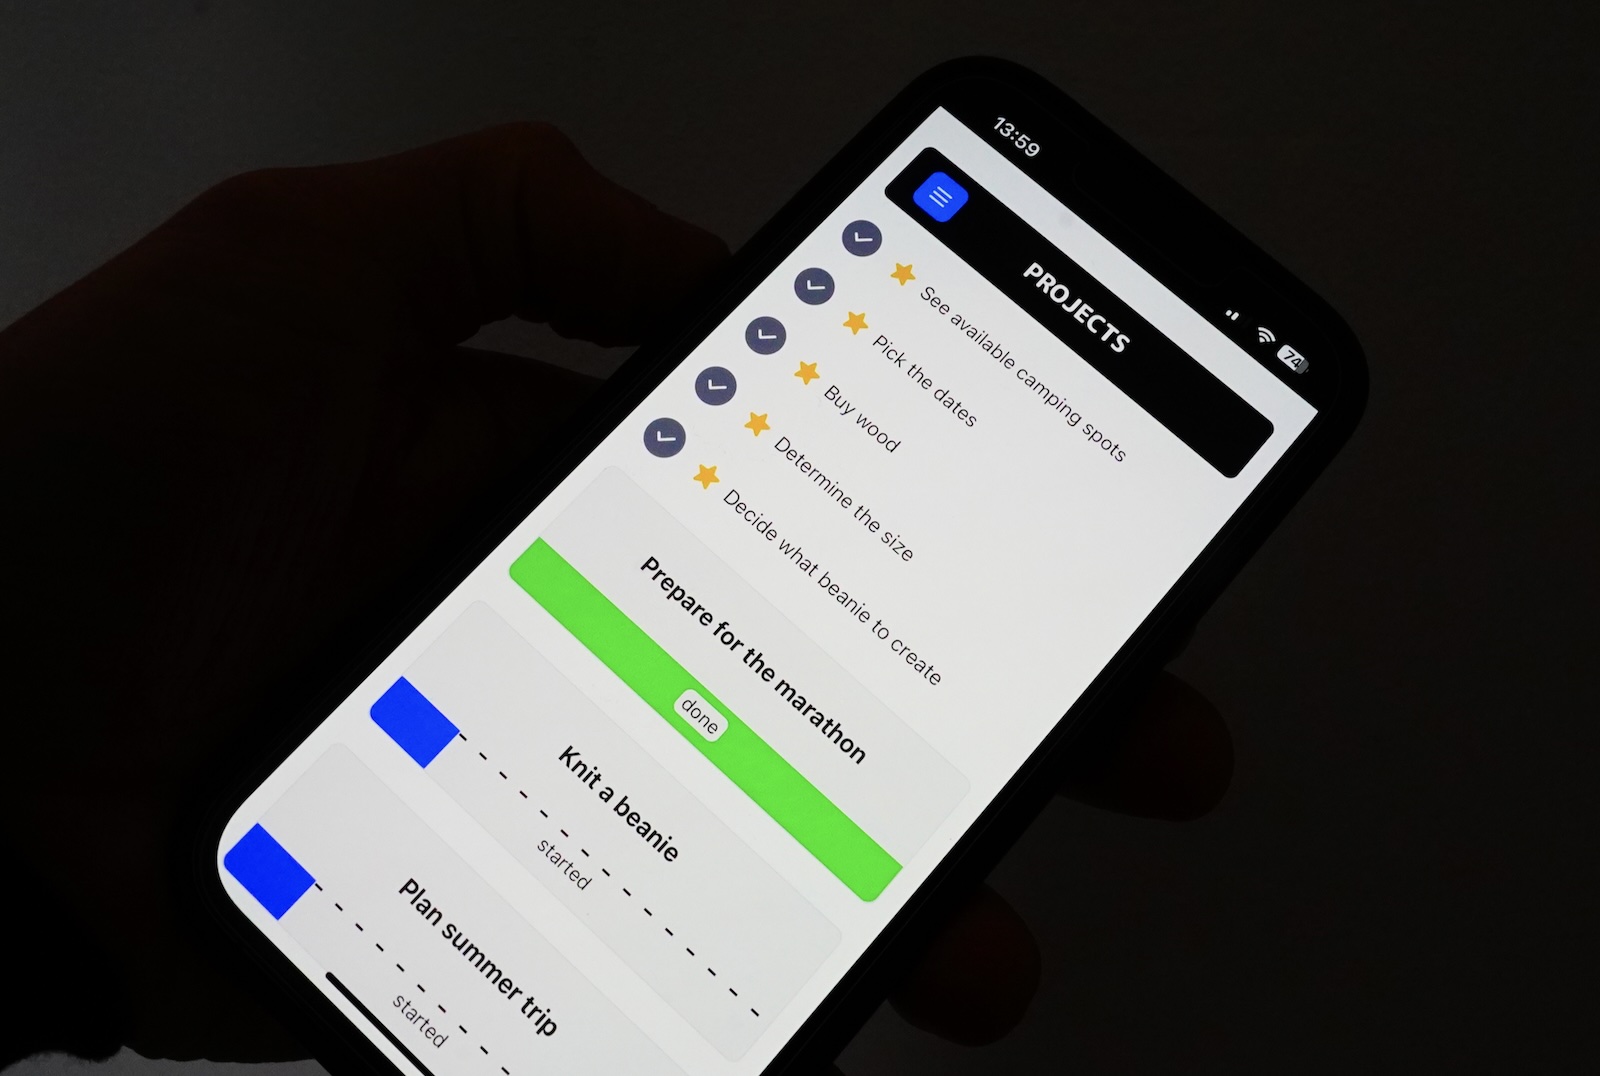 13:59
74
PROJECTS
See available camping spots
Pick the dates
Buy wood
Determine the size
Decide what beanie to create
Prepare for the marathon
done
Knit a beanie
started
Plan summer trip
started